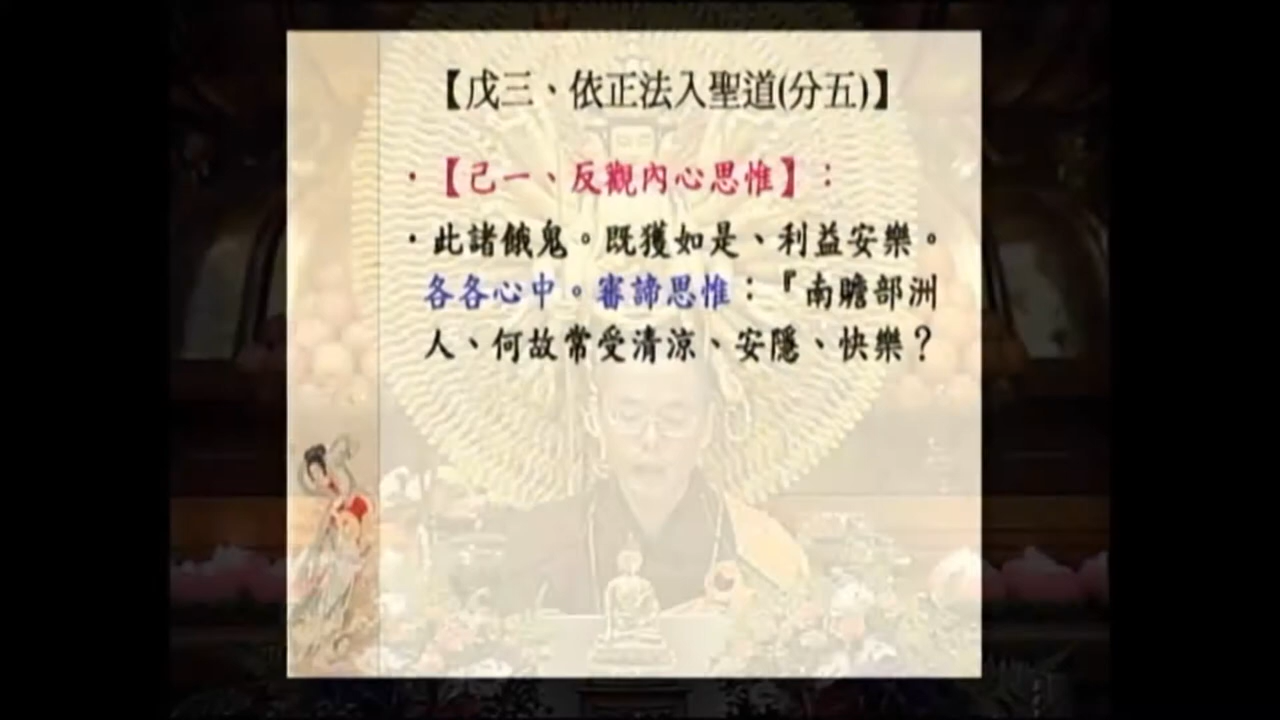 【戊三、依正法入聖道(分五)】
·【己一、反觀內心思惟】：
·此諸餓鬼。既獲如是、利益安樂。
各各心中。審諦思惟：『南贍部洲
人、何故常受清涼、安隱、快樂？